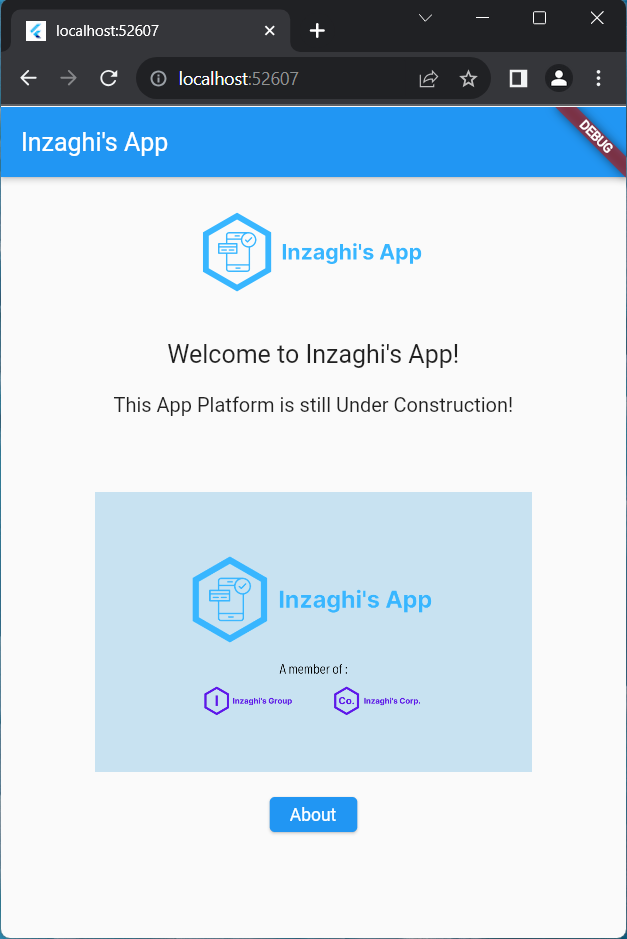 localhost:52607
localhost:52607
Inzaghi's App
DEBUG
Inzaghi's App
Welcome to Inzaghi's App!
This App Platform is still Under Construction!
Inzaghi's App
A member of :
I Inzaghi's Group
Co. Inzaghi's Corp.
About